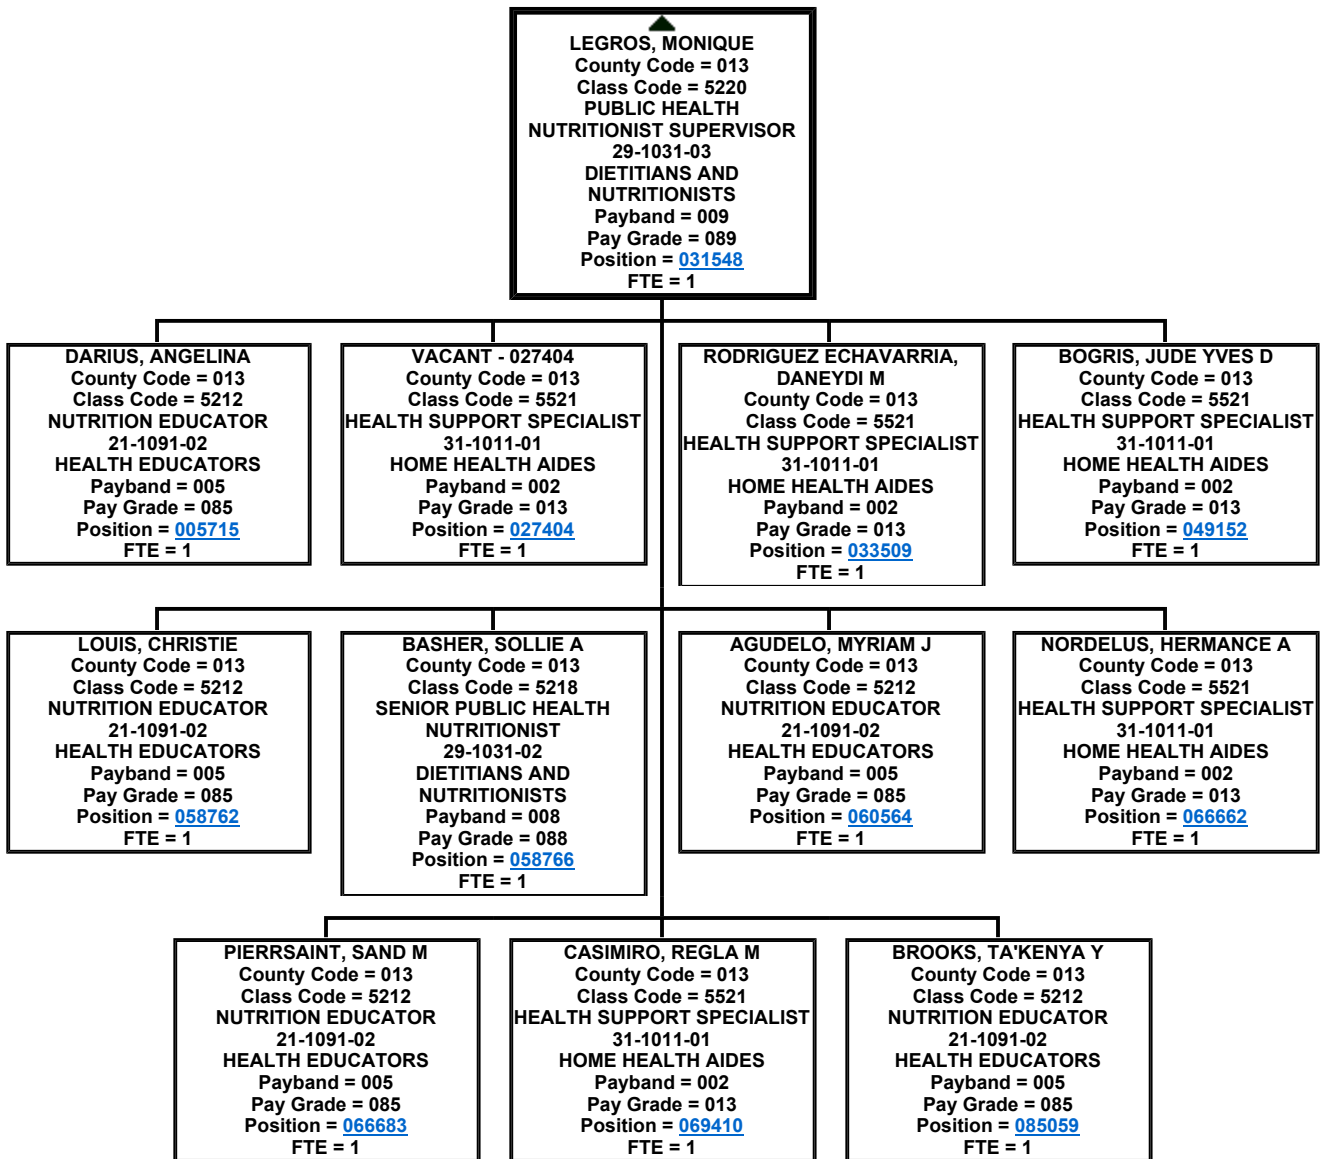 LEGROS, MONIQUE
County Code = 013
Class Code = 5220
PUBLIC HEALTH
NUTRITIONIST SUPERVISOR
29-1031-03
DIETITIANS AND
NUTRITIONISTS
Payband = 009
Pay Grade = 089
Position = 031548
FTE = 1
DARIUS, ANGELINA
County Code = 013
Class Code = 5212
NUTRITION EDUCATOR
21-1091-02
HEALTH EDUCATORS
Payband = 005
Pay Grade = 085
Position = 005715
FTE = 1
VACANT - 027404
County Code = 013
Class Code = 5521
HEALTH SUPPORT SPECIALIST
31-1011-01
HOME HEALTH AIDES
Payband = 002
Pay Grade = 013
Position = 027404
FTE = 1
RODRIGUEZ ECHAVARRIA,
DANEYDI M
County Code = 013
Class Code = 5521
HEALTH SUPPORT SPECIALIST
31-1011-01
HOME HEALTH AIDES
Payband = 002
Pay Grade = 013
Position = 033509
FTE = 1
BOGRIS, JUDE YVES D
County Code = 013
Class Code = 5521
HEALTH SUPPORT SPECIALIST
31-1011-01
HOME HEALTH AIDES
Payband = 002
Pay Grade = 013
Position = 049152
FTE = 1
LOUIS, CHRISTIE
County Code = 013
Class Code = 5212
NUTRITION EDUCATOR
21-1091-02
HEALTH EDUCATORS
Payband = 005
Pay Grade = 085
Position = 058762
FTE = 1
BASHER, SOLLIE A
County Code = 013
Class Code = 5218
SENIOR PUBLIC HEALTH
NUTRITIONIST
29-1031-02
DIETITIANS AND
NUTRITIONISTS
Payband = 008
Pay Grade = 088
Position = 058766
FTE = 1
AGUDELO, MYRIAM J
County Code = 013
Class Code = 5212
NUTRITION EDUCATOR
21-1091-02
HEALTH EDUCATORS
Payband = 005
Pay Grade = 085
Position = 060564
FTE = 1
NORDELUS, HERMANCE A
County Code = 013
Class Code = 5521
HEALTH SUPPORT SPECIALIST
31-1011-01
HOME HEALTH AIDES
Payband = 002
Pay Grade = 013
Position = 066662
FTE = 1
PIERRSAINT, SAND M
County Code = 013
Class Code = 5212
NUTRITION EDUCATOR
21-1091-02
HEALTH EDUCATORS
Payband = 005
Pay Grade = 085
Position = 066683
FTE = 1
CASIMIRO, REGLA M
County Code = 013
Class Code = 5521
HEALTH SUPPORT SPECIALIST
31-1011-01
HOME HEALTH AIDES
Payband = 002
Pay Grade = 013
Position = 069410
FTE = 1
BROOKS, TA'KENYA Y
County Code = 013
Class Code = 5212
NUTRITION EDUCATOR
21-1091-02
HEALTH EDUCATORS
Payband = 005
Pay Grade = 085
Position = 085059
FTE = 1